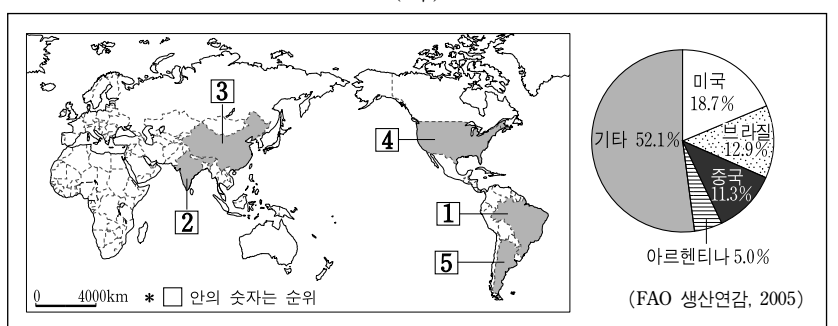 3
4
2
1
5
0 4000km * □ 안의 숫자는 순위
미국
18.7%
브라질
12.9%
중국
11.3%
기타 52.1%
아르헨티나 5.0%
(FAO 생산연감, 2005)